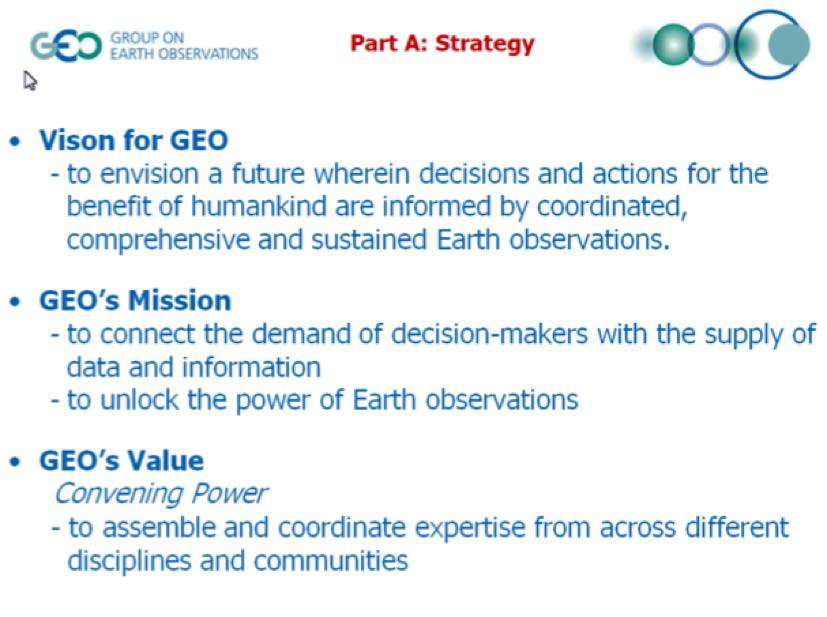 GEO GROUP ON
EARTH OBSERVATIONS
Part A: Strategy
• Vison for GEO
- to envision a future wherein decisions and actions for the
benefit of humankind are informed by coordinated,
comprehensive and sustained Earth observations.
• GEO's Mission
- to connect the demand of decision-makers with the supply of
data and information
- to unlock the power of Earth observations
• GEO's Value
Convening Power
- to assemble and coordinate expertise from across different
disciplines and communities